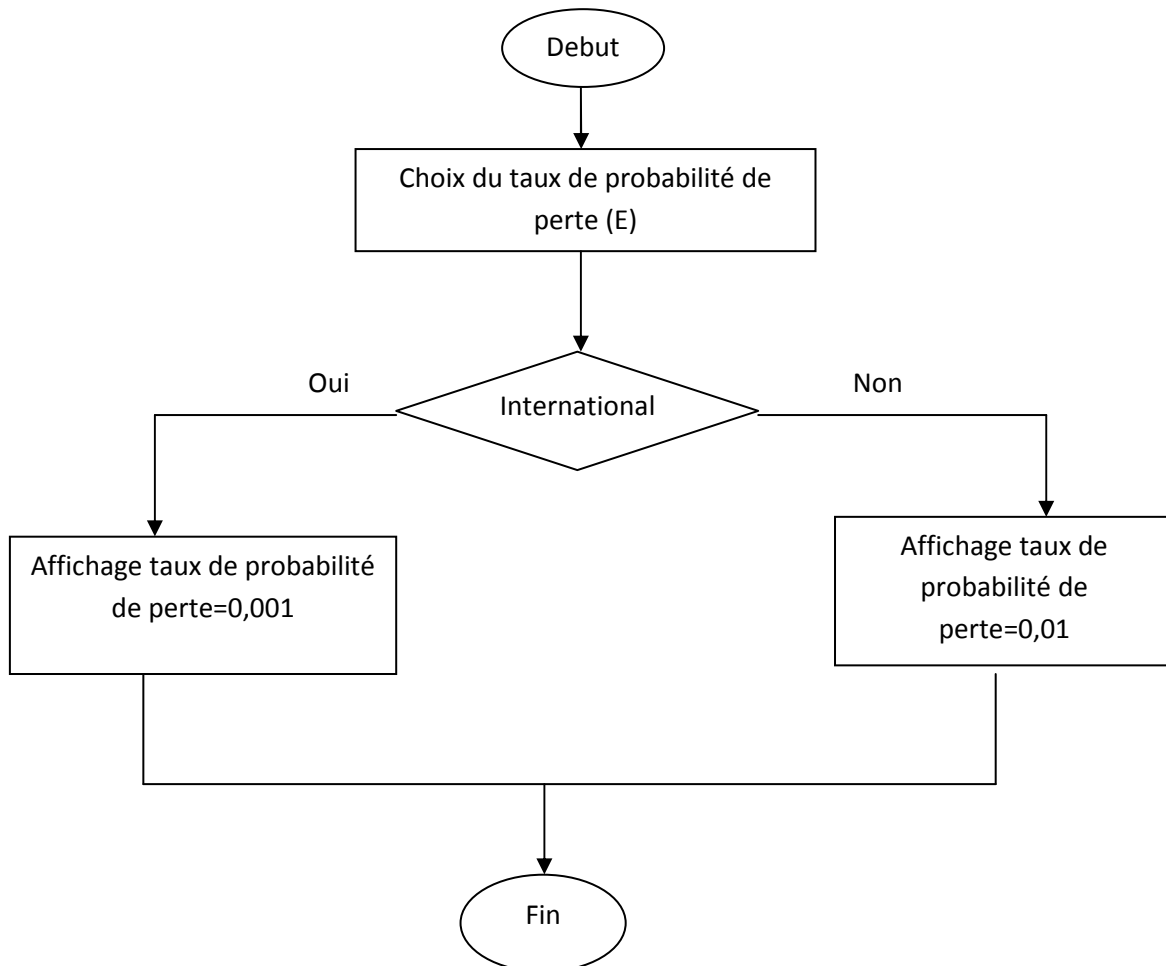 Debut
Choix du taux de probabilité de
perte (E)
Oui
Non
International
Affichage taux de probabilité
de perte=0,001
Affichage taux de
probabilité de
perte=0,01
Fin